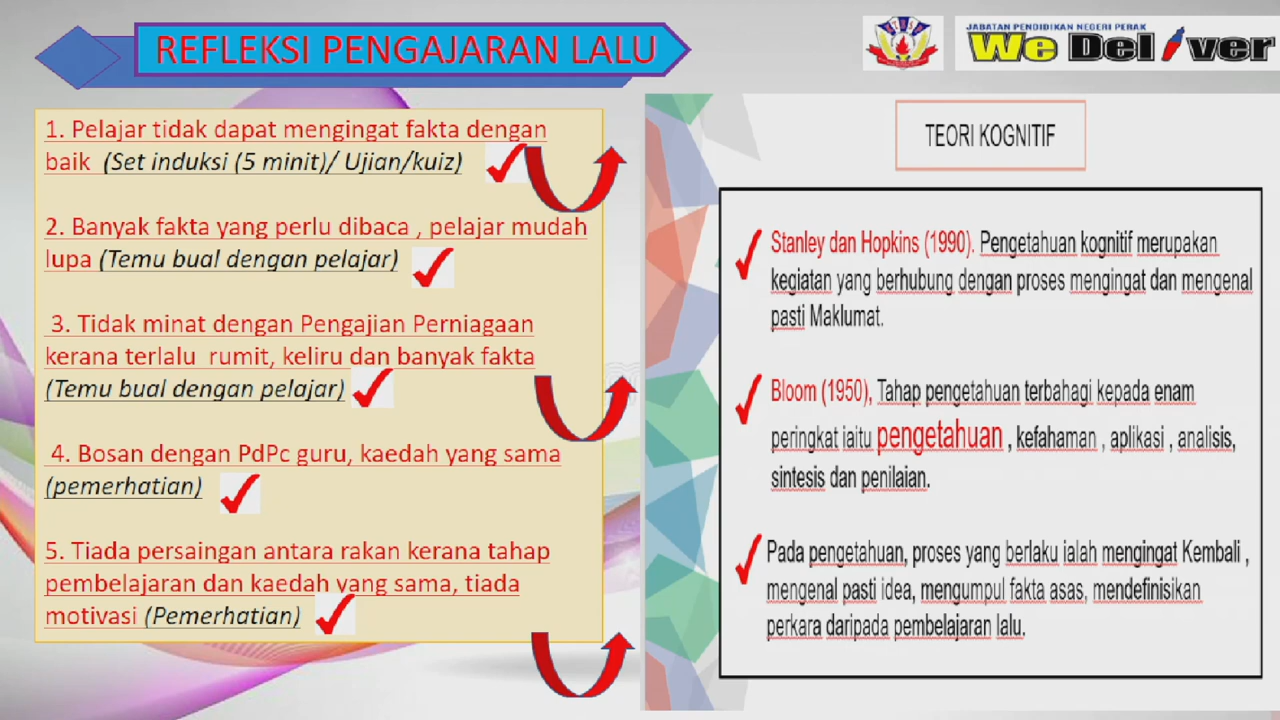 REFLEKSI PENGAJARAN LALU
JABATAN PENDIDIKAN NEGERI PERAK
We Deliver
1. Pelajar tidak dapat mengingat fakta dengan
baik (Set induksi (5 minit)/ Ujian/kuiz)
2. Banyak fakta yang perlu dibaca , pelajar mudah
lupa (Temu bual dengan pelajar)
3. Tidak minat dengan Pengajian Perniagaan
kerana terlalu rumit, keliru dan banyak fakta
(Temu bual dengan pelajar)
4. Bosan dengan PdPc guru, kaedah yang sama
(pemerhatian)
5. Tiada persaingan antara rakan kerana tahap
pembelajaran dan kaedah yang sama, tiada
motivasi (Pemerhatian)
TEORI KOGNITIF
Stanley dan Hopkins (1990). Pengetahuan kognitif merupakan
kegiatan yang berhubung dengan proses mengingat dan mengenal
pasti Maklumat.
Bloom (1950), Tahap pengetahuan terbahagi kepada enam
peringkat iaitu pengetahuan , kefahaman , aplikasi , analisis,
sintesis dan penilaian.
Pada pengetahuan, proses yang berlaku ialah mengingat Kembali ,
mengenal pasti idea, mengumpul fakta asas, mendefinisikan
perkara daripada pembelajaran lalu.